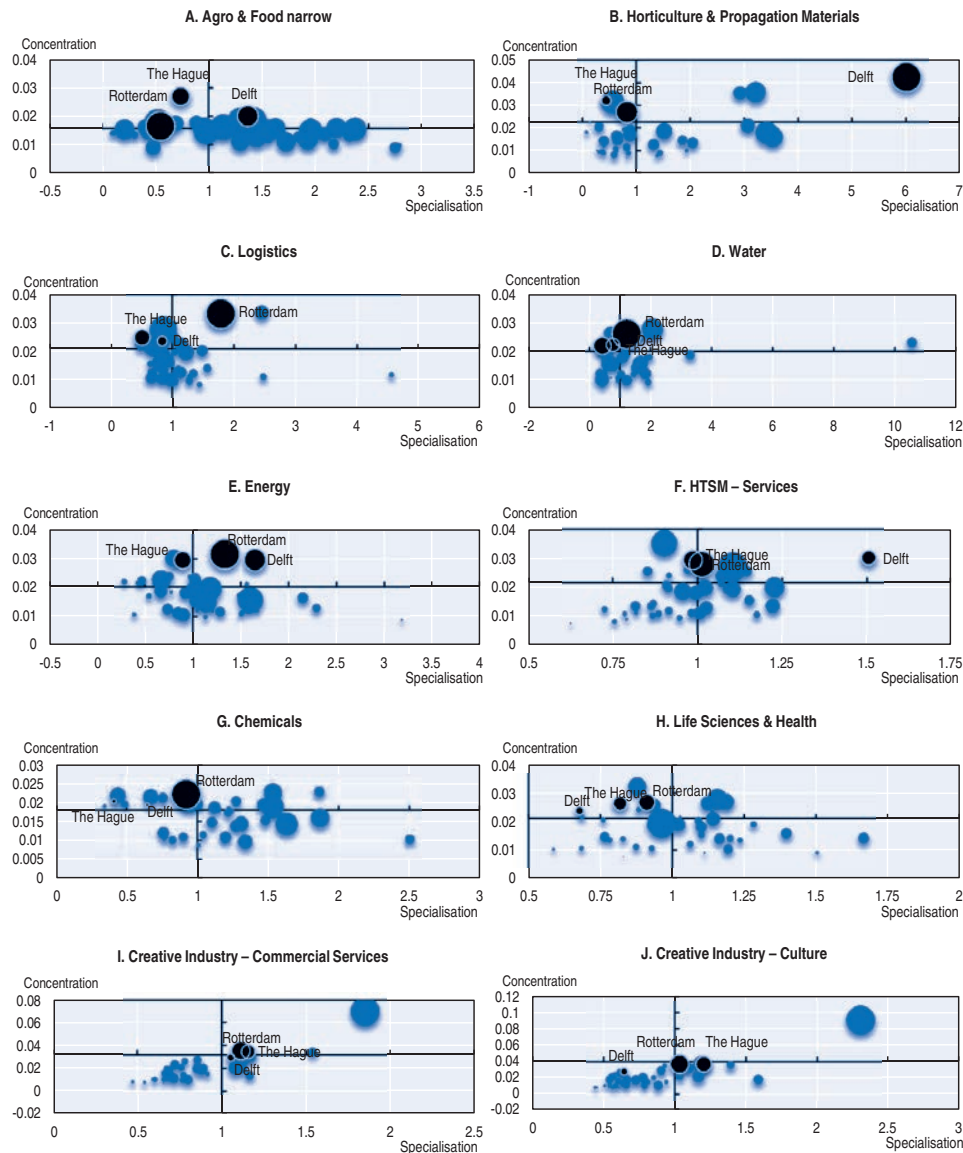 A. Agro & Food narrow
Concentration
0.04
0.03
0.02
0.01
0
The Hague
Rotterdam
Delft
-0.5 0 0.5 1 1.5 2 2.5 3 3.5
Specialisation
B. Horticulture & Propagation Materials
Concentration
0.05
0.04
0.03
0.02
0.01
0
The Hague
Rotterdam
Delft
-1 0 1 2 3 4 5 6 7
Specialisation
C. Logistics
Concentration
0.04
0.03
0.02
0.01
0
The Hague
Rotterdam
Delft
-1 0 1 2 3 4 5 6
Specialisation
D. Water
Concentration
0.04
0.03
0.02
0.01
0
Rotterdam
Delft
The Hague
-2 0 2 4 6 8 10 12
Specialisation
E. Energy
Concentration
0.04
0.03
0.02
0.01
0
Rotterdam
The Hague
Delft
-0.5 0 0.5 1 1.5 2 2.5 3 3.5 4
Specialisation
F. HTSM – Services
Concentration
0.04
0.03
0.02
0.01
0
The Hague
Rotterdam
Delft
0.5 0.75 1 1.25 1.5 1.75
Specialisation
G. Chemicals
Concentration
0.03
0.025
0.02
0.015
0.01
0.005
0
Rotterdam
The Hague
Delft
0 0.5 1 1.5 2 2.5 3
Specialisation
H. Life Sciences & Health
Concentration
0.04
0.03
0.02
0.01
0
The Hague
Rotterdam
Delft
0.5 0.75 1 1.25 1.5 1.75 2
Specialisation
I. Creative Industry – Commercial Services
Concentration
0.08
0.06
0.04
0.02
0
-0.02
Rotterdam
The Hague
Delft
0 0.5 1 1.5 2 2.5
Specialisation
J. Creative Industry – Culture
Concentration
0.12
0.1
0.08
0.06
0.04
0.02
0
-0.02
Rotterdam
The Hague
Delft
0 0.5 1 1.5 2 2.5 3
Specialisation